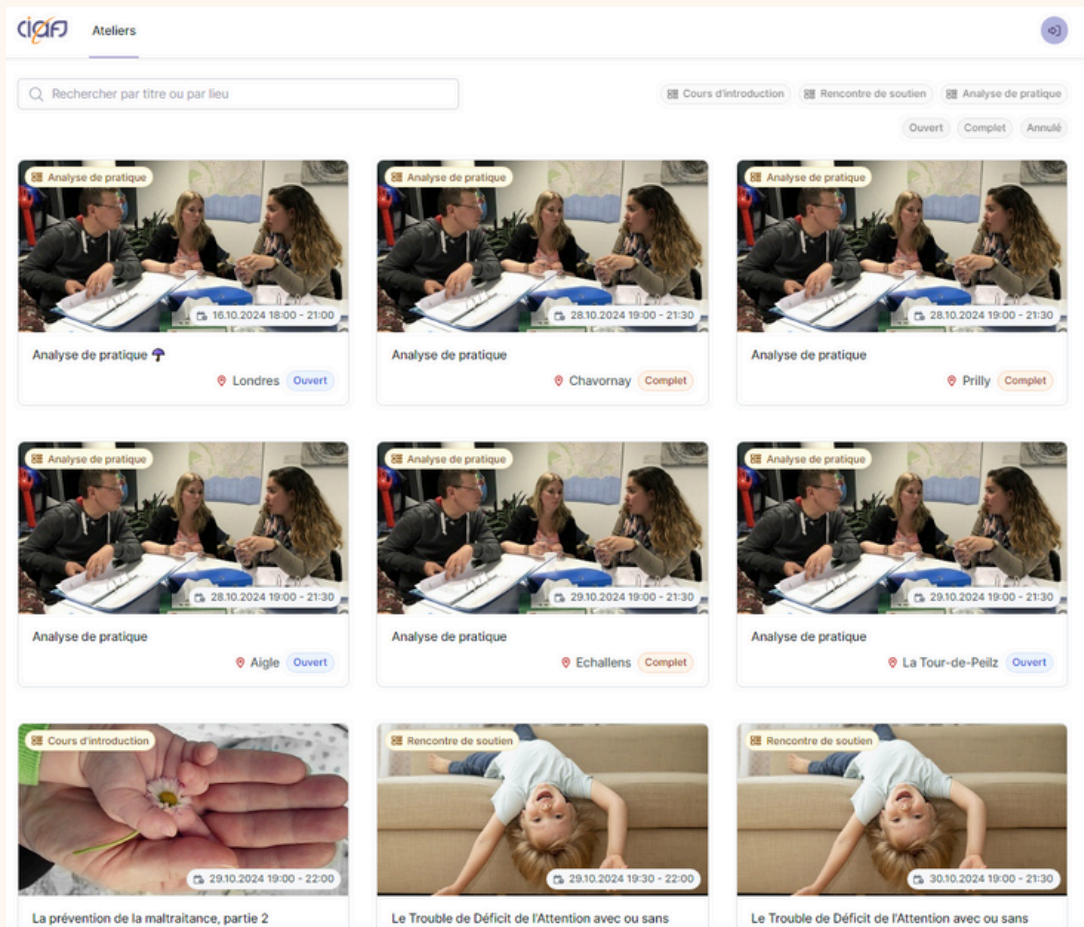 ciafj
Ateliers
Rechercher par titre ou par lieu
Cours d'introduction
Rencontre de soutien
Analyse de pratique
Ouvert
Complet
Annulé
Analyse de pratique
16.10.2024 18:00 - 21:00
Analyse de pratique
Londres
Ouvert
Analyse de pratique
28.10.2024 19:00 - 21:30
Analyse de pratique
Chavornay
Complet
Analyse de pratique
28.10.2024 19:00 - 21:30
Analyse de pratique
Prilly
Complet
Analyse de pratique
28.10.2024 19:00 - 21:30
Analyse de pratique
Aigle
Ouvert
Analyse de pratique
29.10.2024 19:00 - 21:30
Analyse de pratique
Echallens
Complet
Analyse de pratique
29.10.2024 19:00 - 21:30
Analyse de pratique
La Tour-de-Peilz
Ouvert
Cours d'introduction
29.10.2024 19:00 - 22:00
La prévention de la maltraitance, partie 2
Rencontre de soutien
29.10.2024 19:30 - 22:00
Le Trouble de Déficit de l'Attention avec ou sans
Rencontre de soutien
30.10.2024 19:00 - 21:30
Le Trouble de Déficit de l'Attention avec ou sans